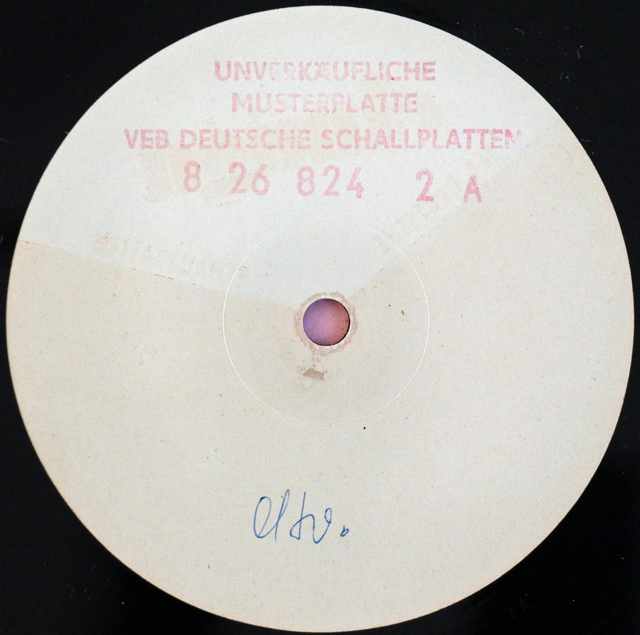 UNVERKÄUFLICHE
MUSTERPLATTE
VEB DEUTSCHE SCHALLPLATTEN
8 26 824 2 A